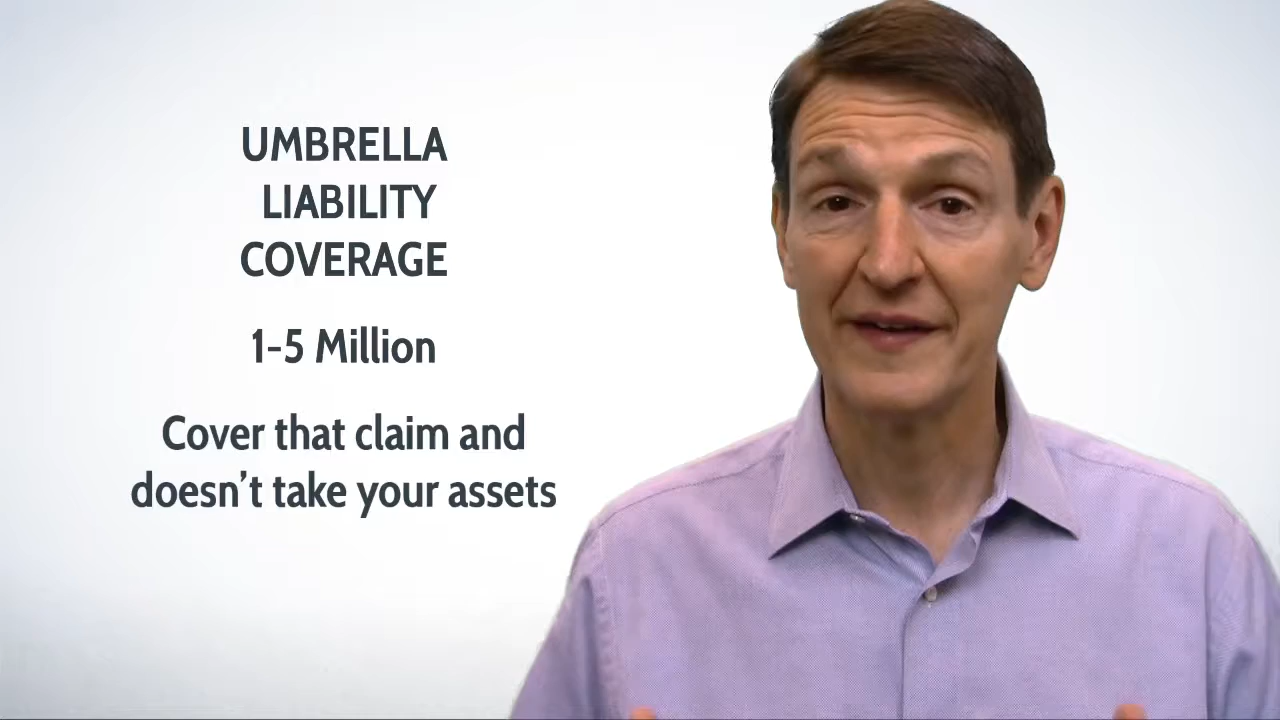 UMBRELLA
LIABILITY
COVERAGE
1-5 Million
Cover that claim and
doesn't take your assets